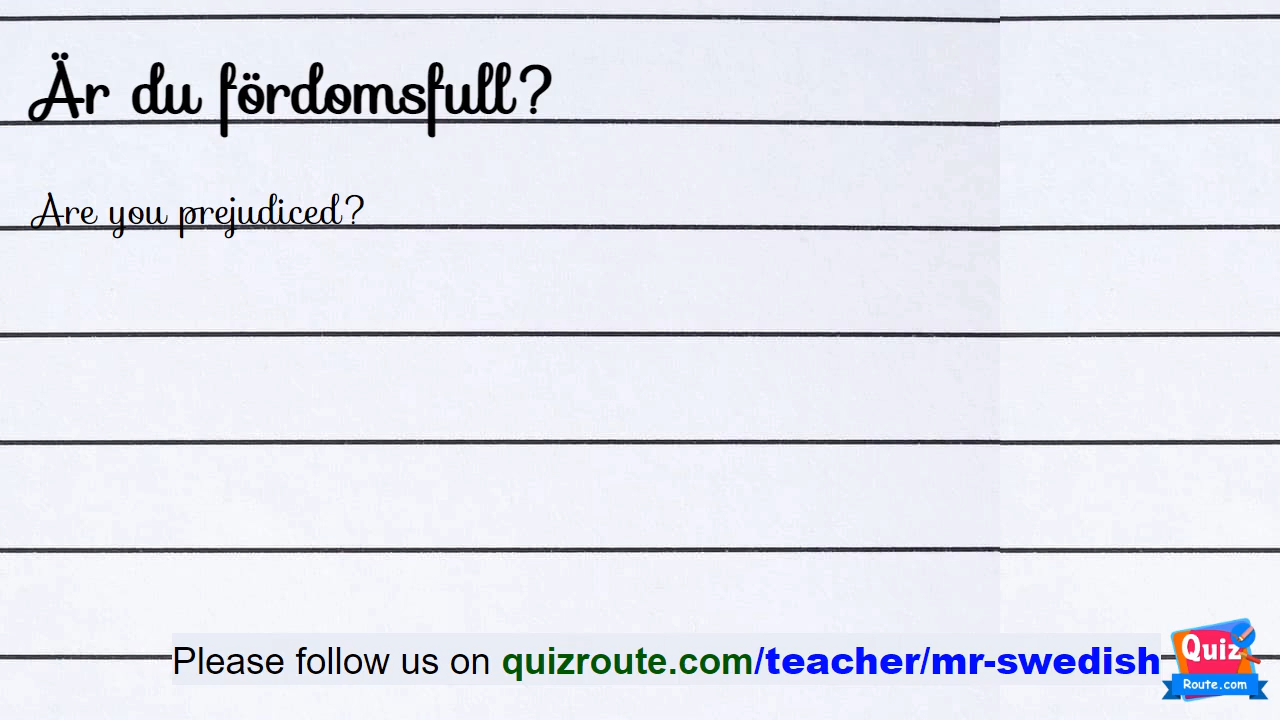 Är du fördomsfull?
Are you prejudiced?
Please follow us on quizroute.com/teacher/mr-swedish
Quiz
Route.com